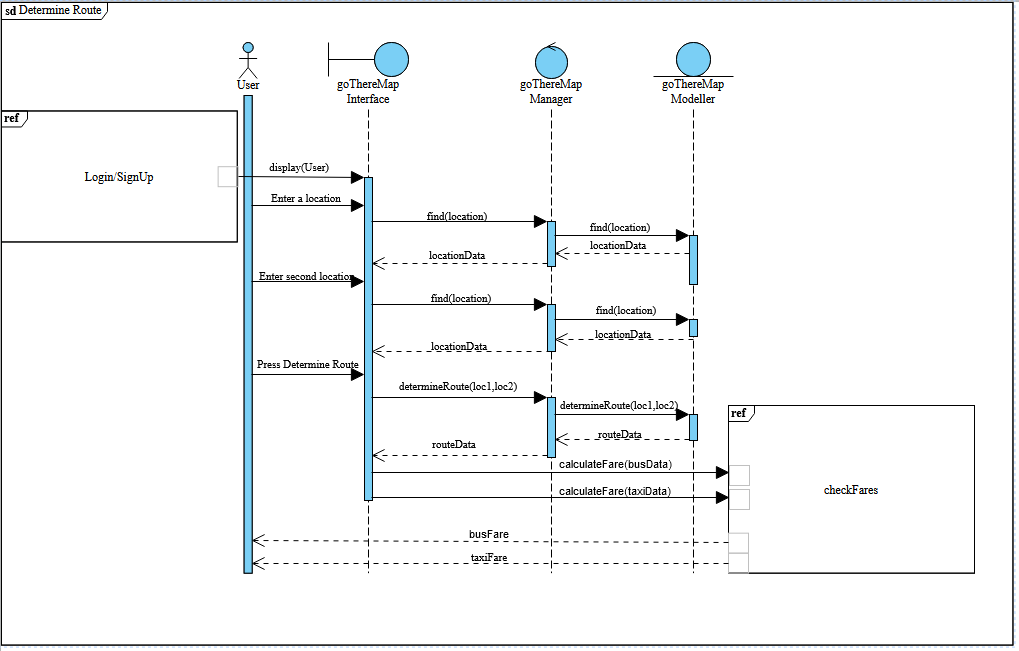 sd Determine Route
User
goThereMap
Interface
goThereMap
Manager
goThereMap
Modeller
ref
Login/SignUp
display(User)
Enter a location
find(location)
find(location)
locationData
locationData
Enter second location
find(location)
find(location)
locationData
locationData
Press Determine Route
determineRoute(loc1,loc2)
determineRoute(loc1,loc2)
routeData
routeData
ref
checkFares
calculateFare(busData)
calculateFare(taxiData)
busFare
taxiFare